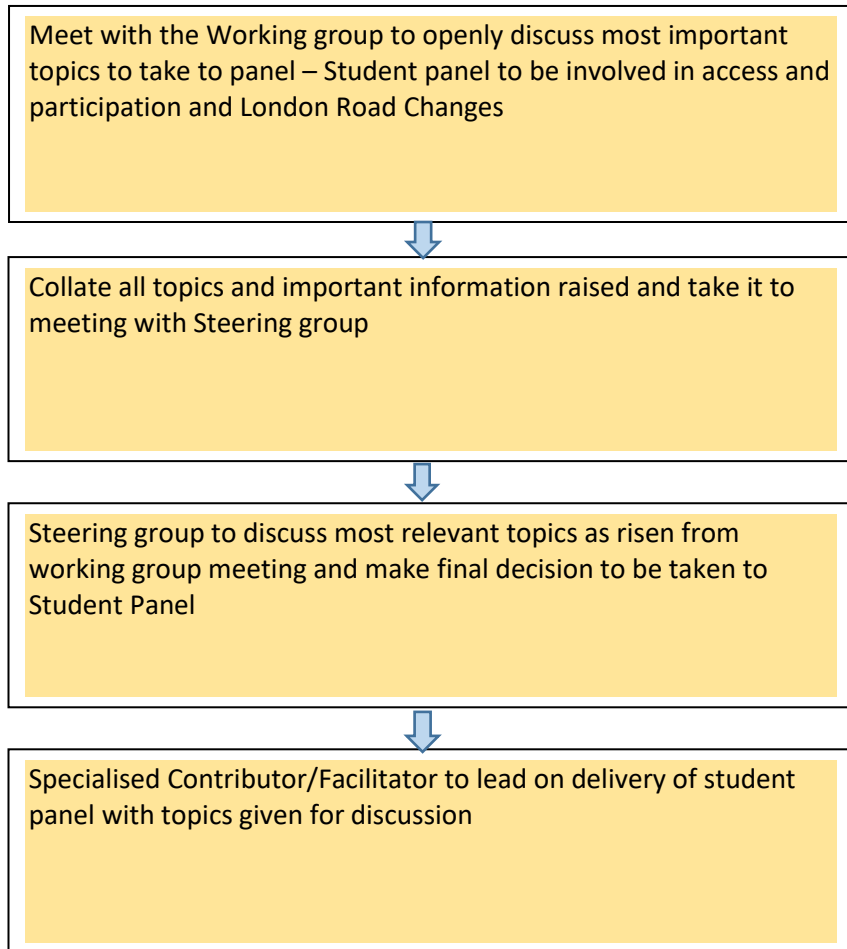 Meet with the Working group to openly discuss most important
topics to take to panel – Student panel to be involved in access and
participation and London Road Changes
Collate all topics and important information raised and take it to
meeting with Steering group
Steering group to discuss most relevant topics as risen from
working group meeting and make final decision to be taken to
Student Panel
Specialised Contributor/Facilitator to lead on delivery of student
panel with topics given for discussion